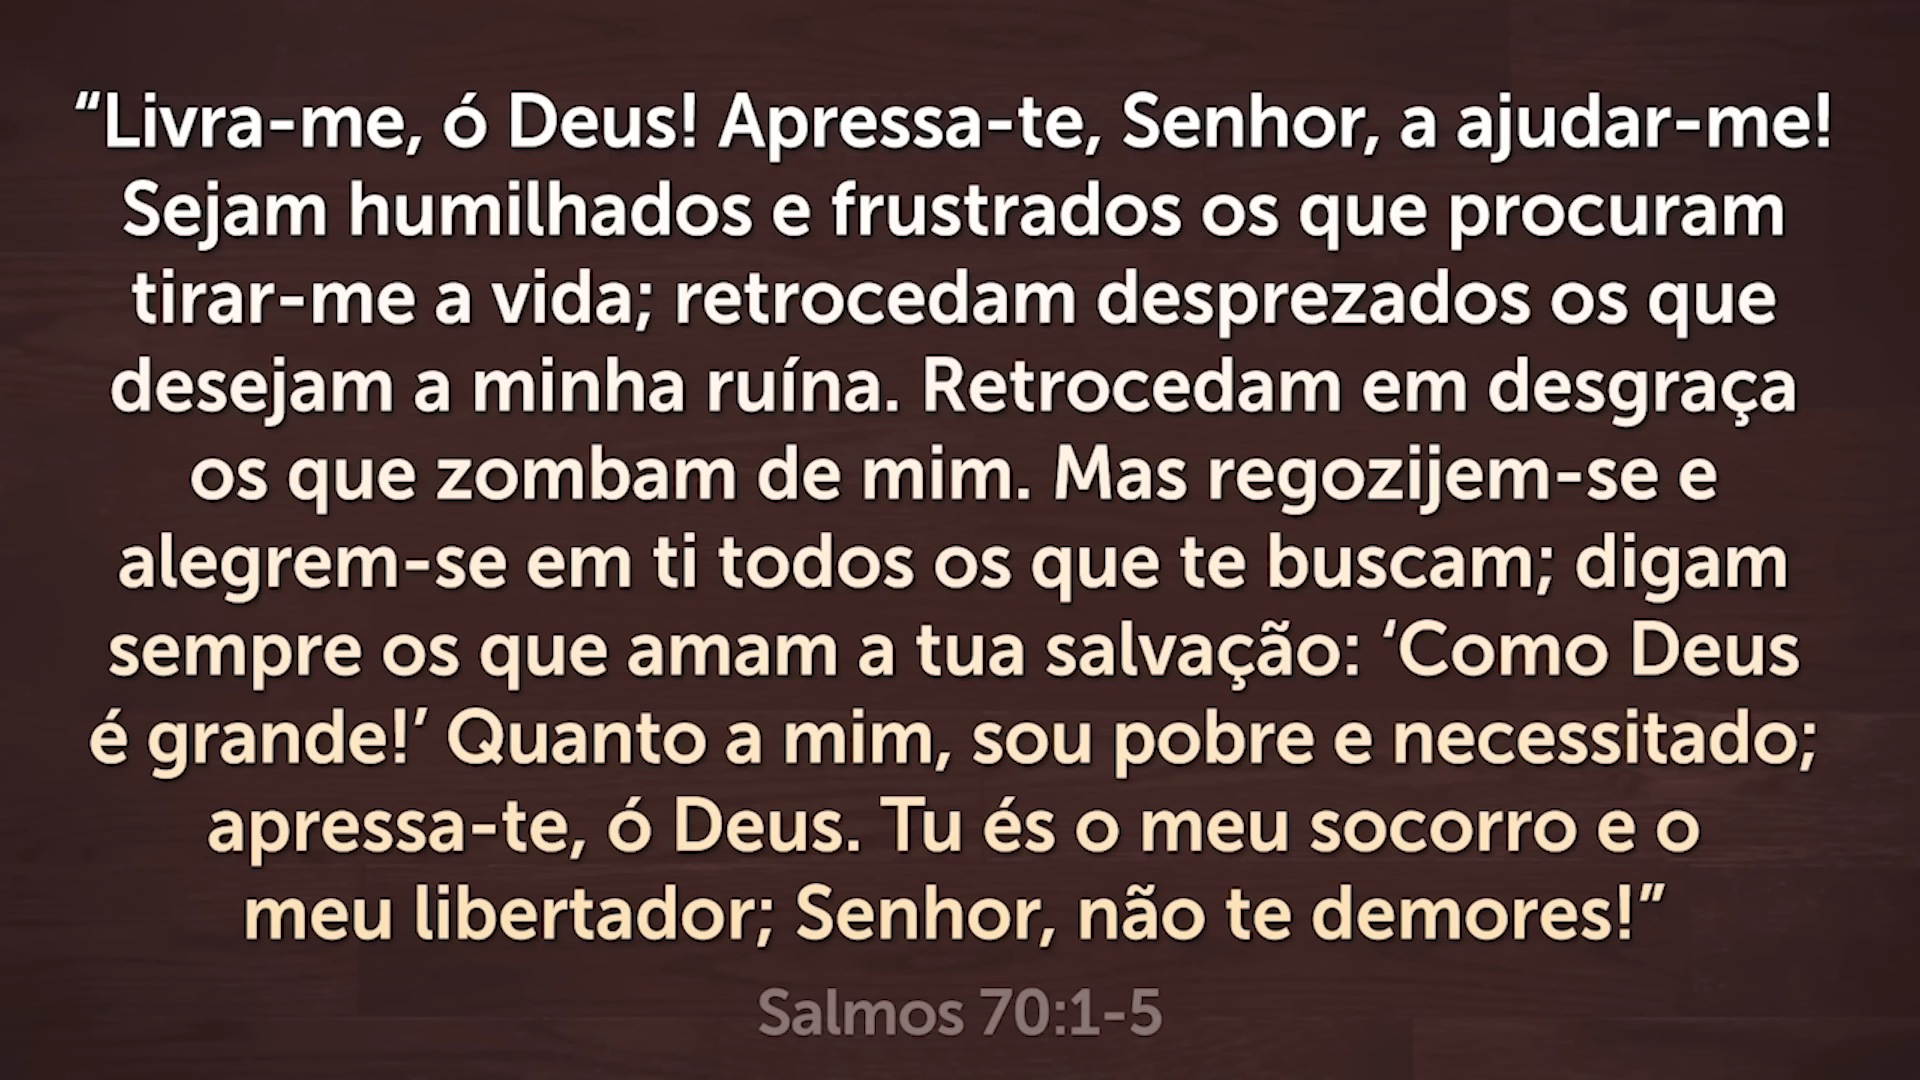 “Livra-me, ó Deus! Apressa-te, Senhor, a ajudar-me!
Sejam humilhados e frustrados os que procuram
tirar-me a vida; retrocedam desprezados os que
desejam a minha ruína. Retrocedam em desgraça
os que zombam de mim. Mas regozijem-se e
alegrem-se em ti todos os que te buscam; digam
sempre os que amam a tua salvação: ‘Como Deus
é grande!’ Quanto a mim, sou pobre e necessitado;
apressa-te, ó Deus. Tu és o meu socorro e o
meu libertador; Senhor, não te demores!”
Salmos 70:1-5